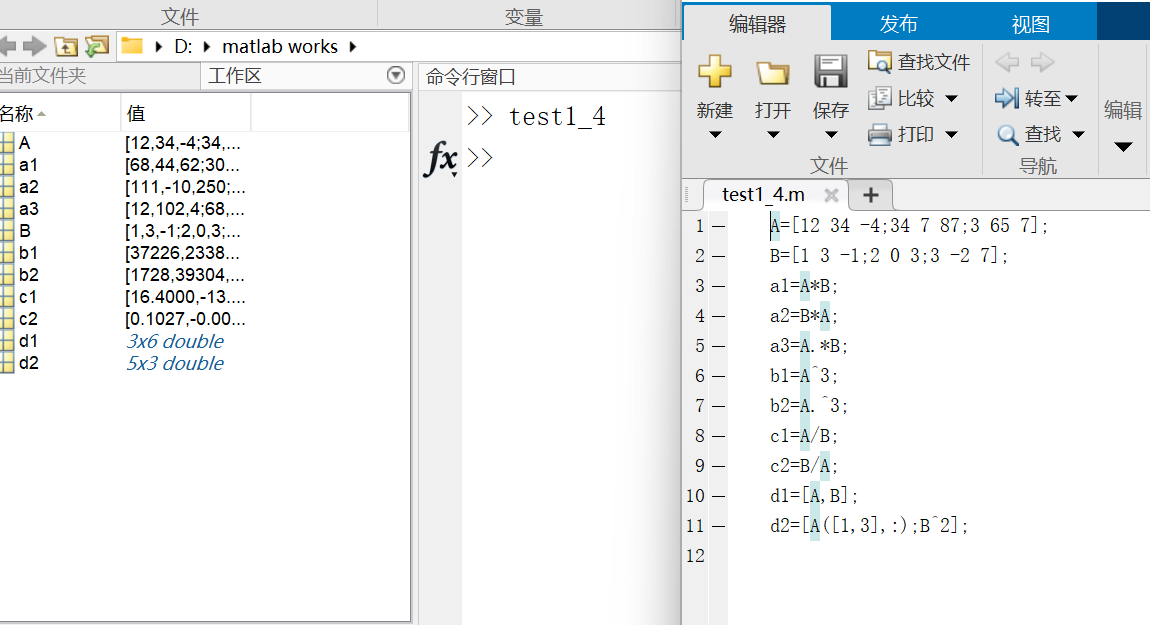 文件
变量
D: matlab works
当前文件夹
工作区
名称
值
A [12,34,-4;34,...
a1 [68,44,62;30...
a2 [111,-10,250;...
a3 [12,102,4;68,...
B [1,3,-1;2,0,3;...
b1 [37226,2338...
b2 [1728,39304,...
c1 [16.4000,-13....
c2 [0.1027,-0.00...
d1 3x6 double
d2 5x3 double
命令行窗口
>> test1_4
fx >>
编辑器 发布 视图
新建 打开 保存
查找文件
比较
打印
文件
转至
查找
导航
编辑
test1_4.m
1 A=[12 34 -4;34 7 87;3 65 7];
2 B=[1 3 -1;2 0 3;3 -2 7];
3 a1=A*B;
4 a2=B*A;
5 a3=A.*B;
6 b1=A^3;
7 b2=A.^3;
8 c1=A/B;
9 c2=B/A;
10 d1=[A,B];
11 d2=[A([1,3],:);B^2];
12